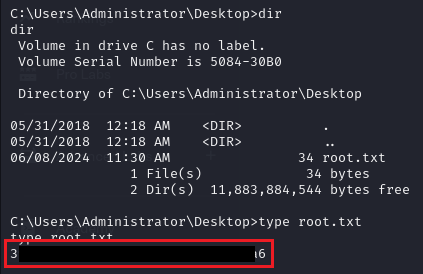 C:\Users\Administrator\Desktop>dir
dir
 Volume in drive C has no label.
 Volume Serial Number is 5084-30B0

 Directory of C:\Users\Administrator\Desktop

05/31/2018  12:18 AM    <DIR>          .
05/31/2018  12:18 AM    <DIR>          ..
06/08/2024  11:30 AM                34 root.txt
               1 File(s)             34 bytes
               2 Dir(s)  11,883,884,544 bytes free

C:\Users\Administrator\Desktop>type root.txt
type root.txt
3